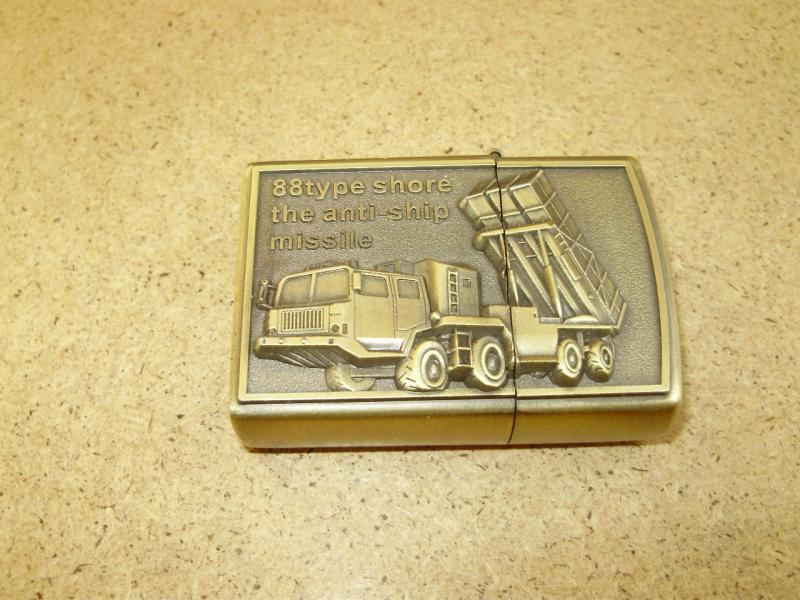 88type shore
the anti-ship
missile